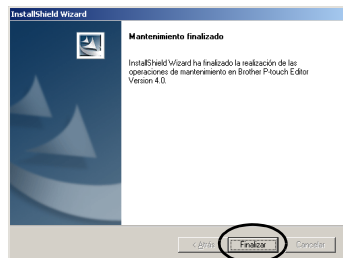 InstallShield Wizard
Mantenimiento finalizado
InstallShield Wizard ha finalizado la realización de las
operaciones de mantenimiento en Brother P-touch Editor
Version 4.0.
< Atrás Finalizar Cancelar